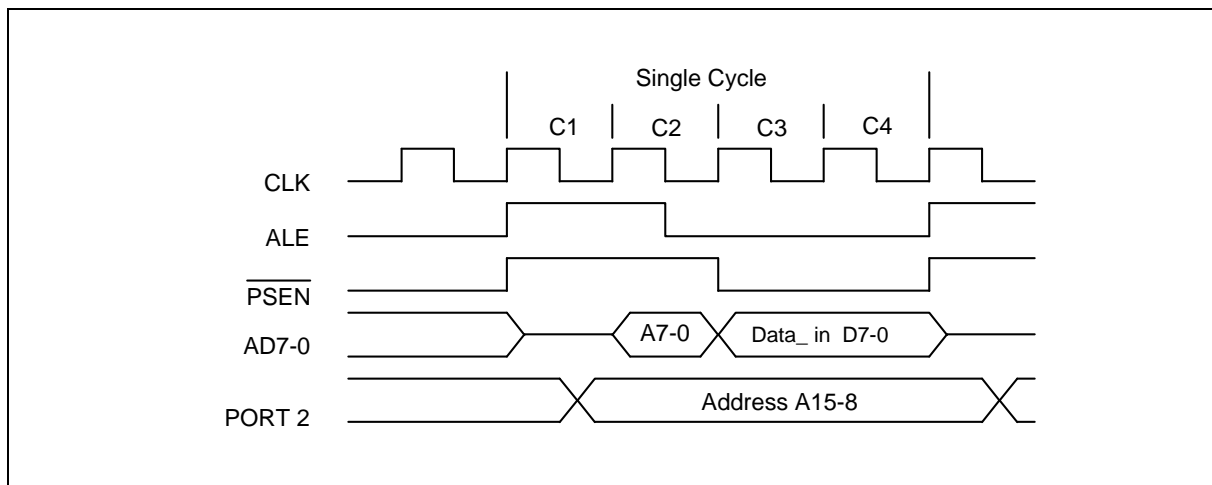 Single Cycle
C1 C2 C3 C4
CLK
ALE
PSEN
AD7-0 A7-0 Data_ in D7-0
PORT 2 Address A15-8